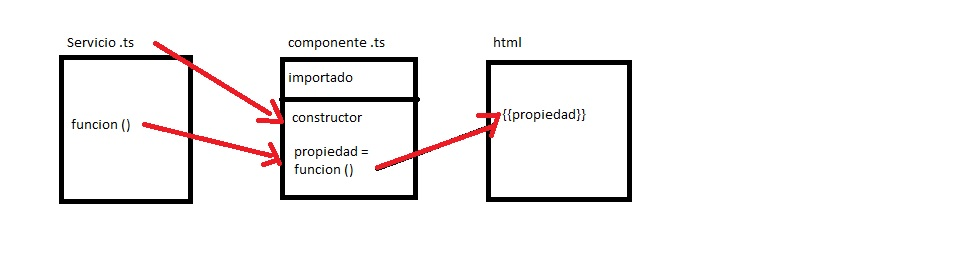 Servicio .ts
funcion ()
componente .ts
importado
constructor
propiedad =
funcion ()
html
{{propiedad}}